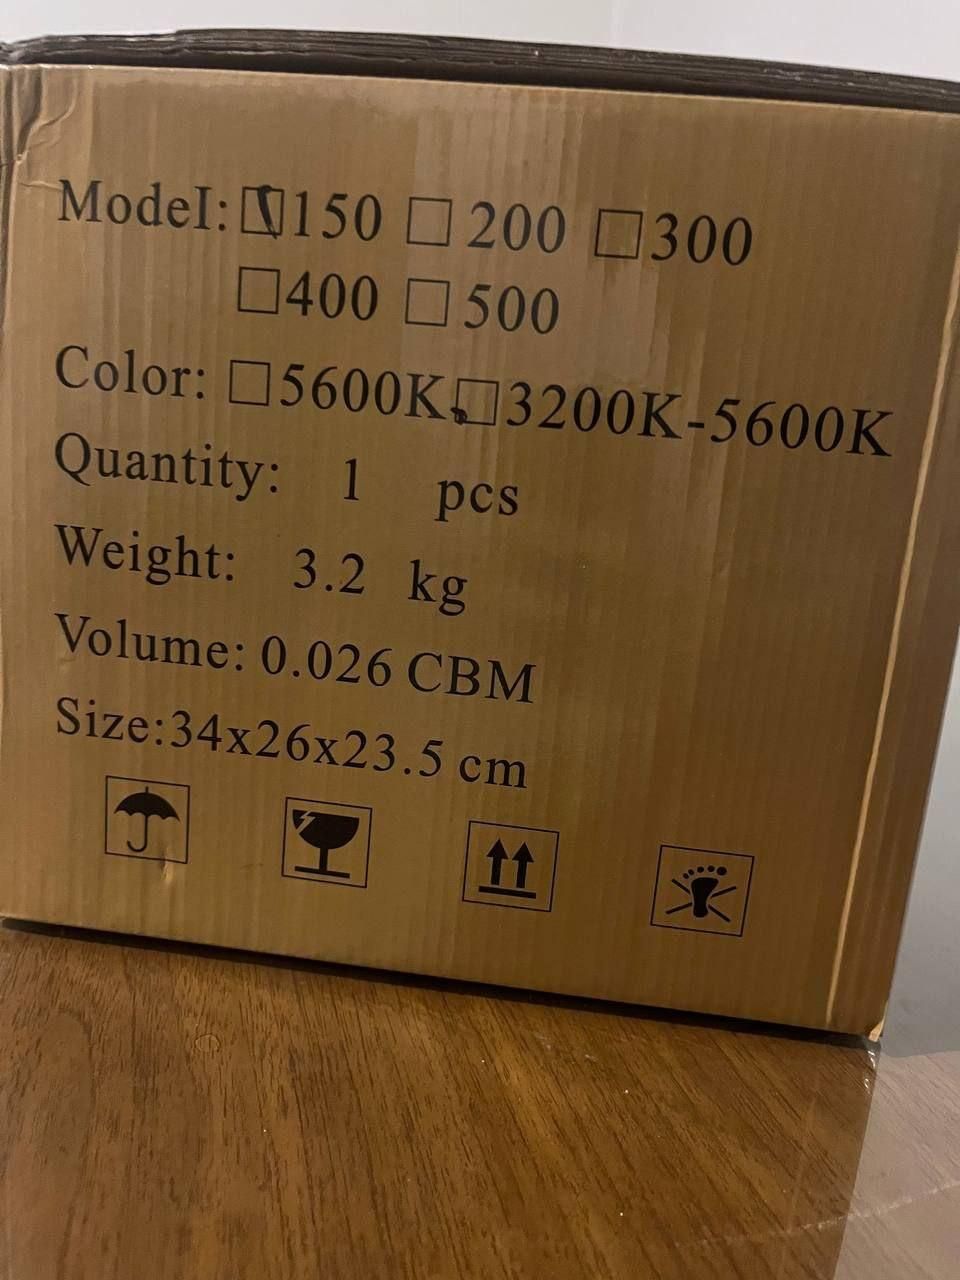 Model: ☑150 ☐200 ☐300
☐400 ☐500
Color: ☐5600K ☐3200K-5600K
Quantity: 1 pcs
Weight: 3.2 kg
Volume: 0.026 CBM
Size:34x26x23.5 cm